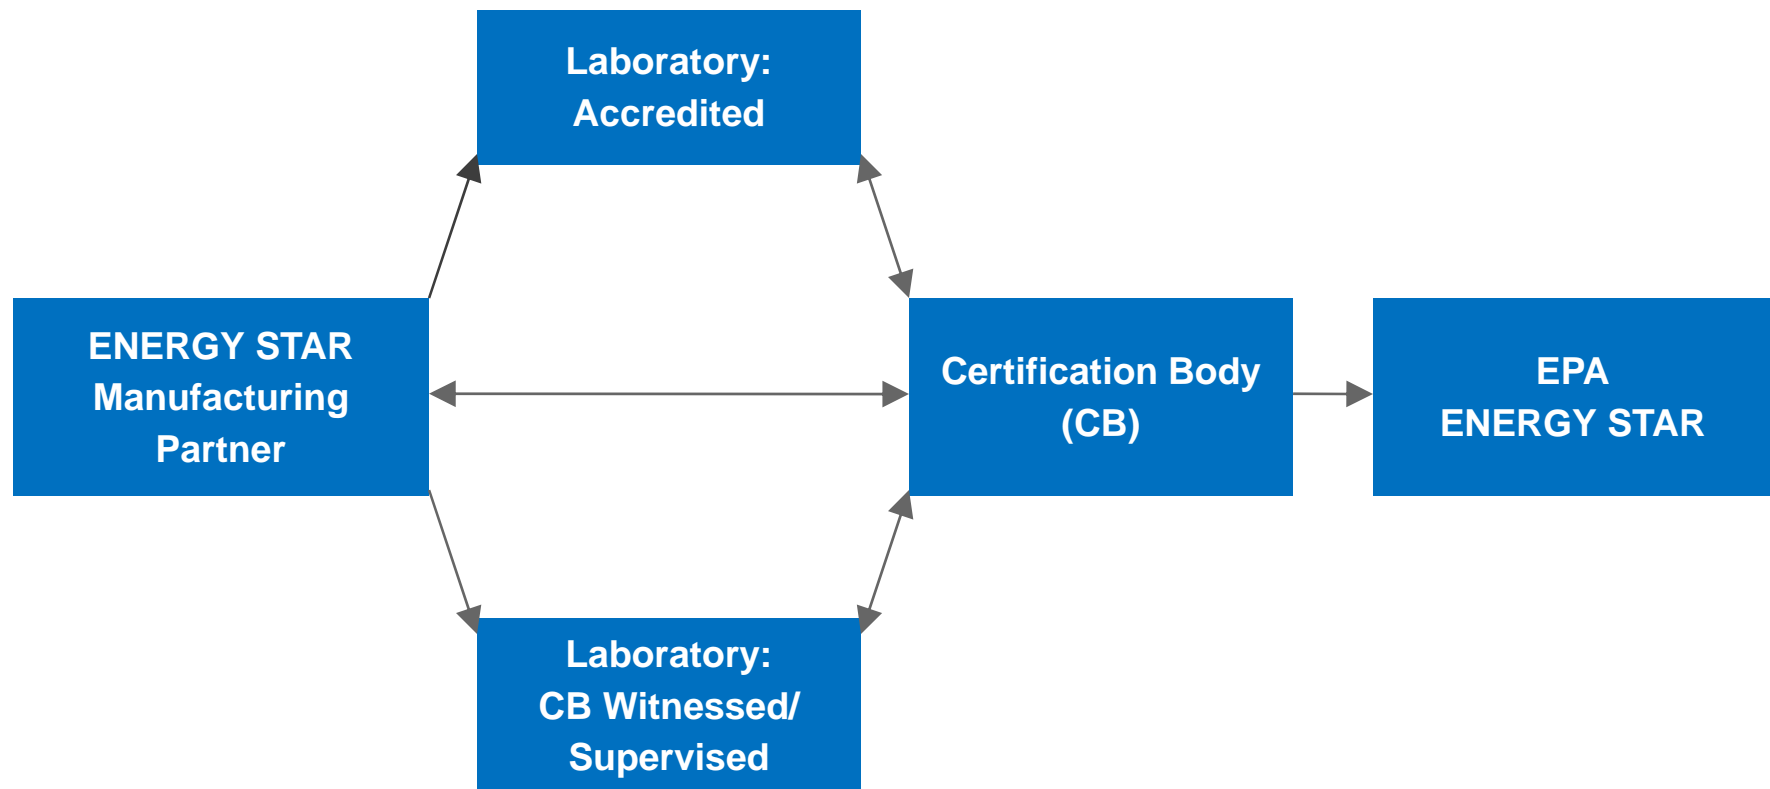 Laboratory:
Accredited
ENERGY STAR
Manufacturing
Partner
Certification Body
(CB)
EPA
ENERGY STAR
Laboratory:
CB Witnessed/
Supervised